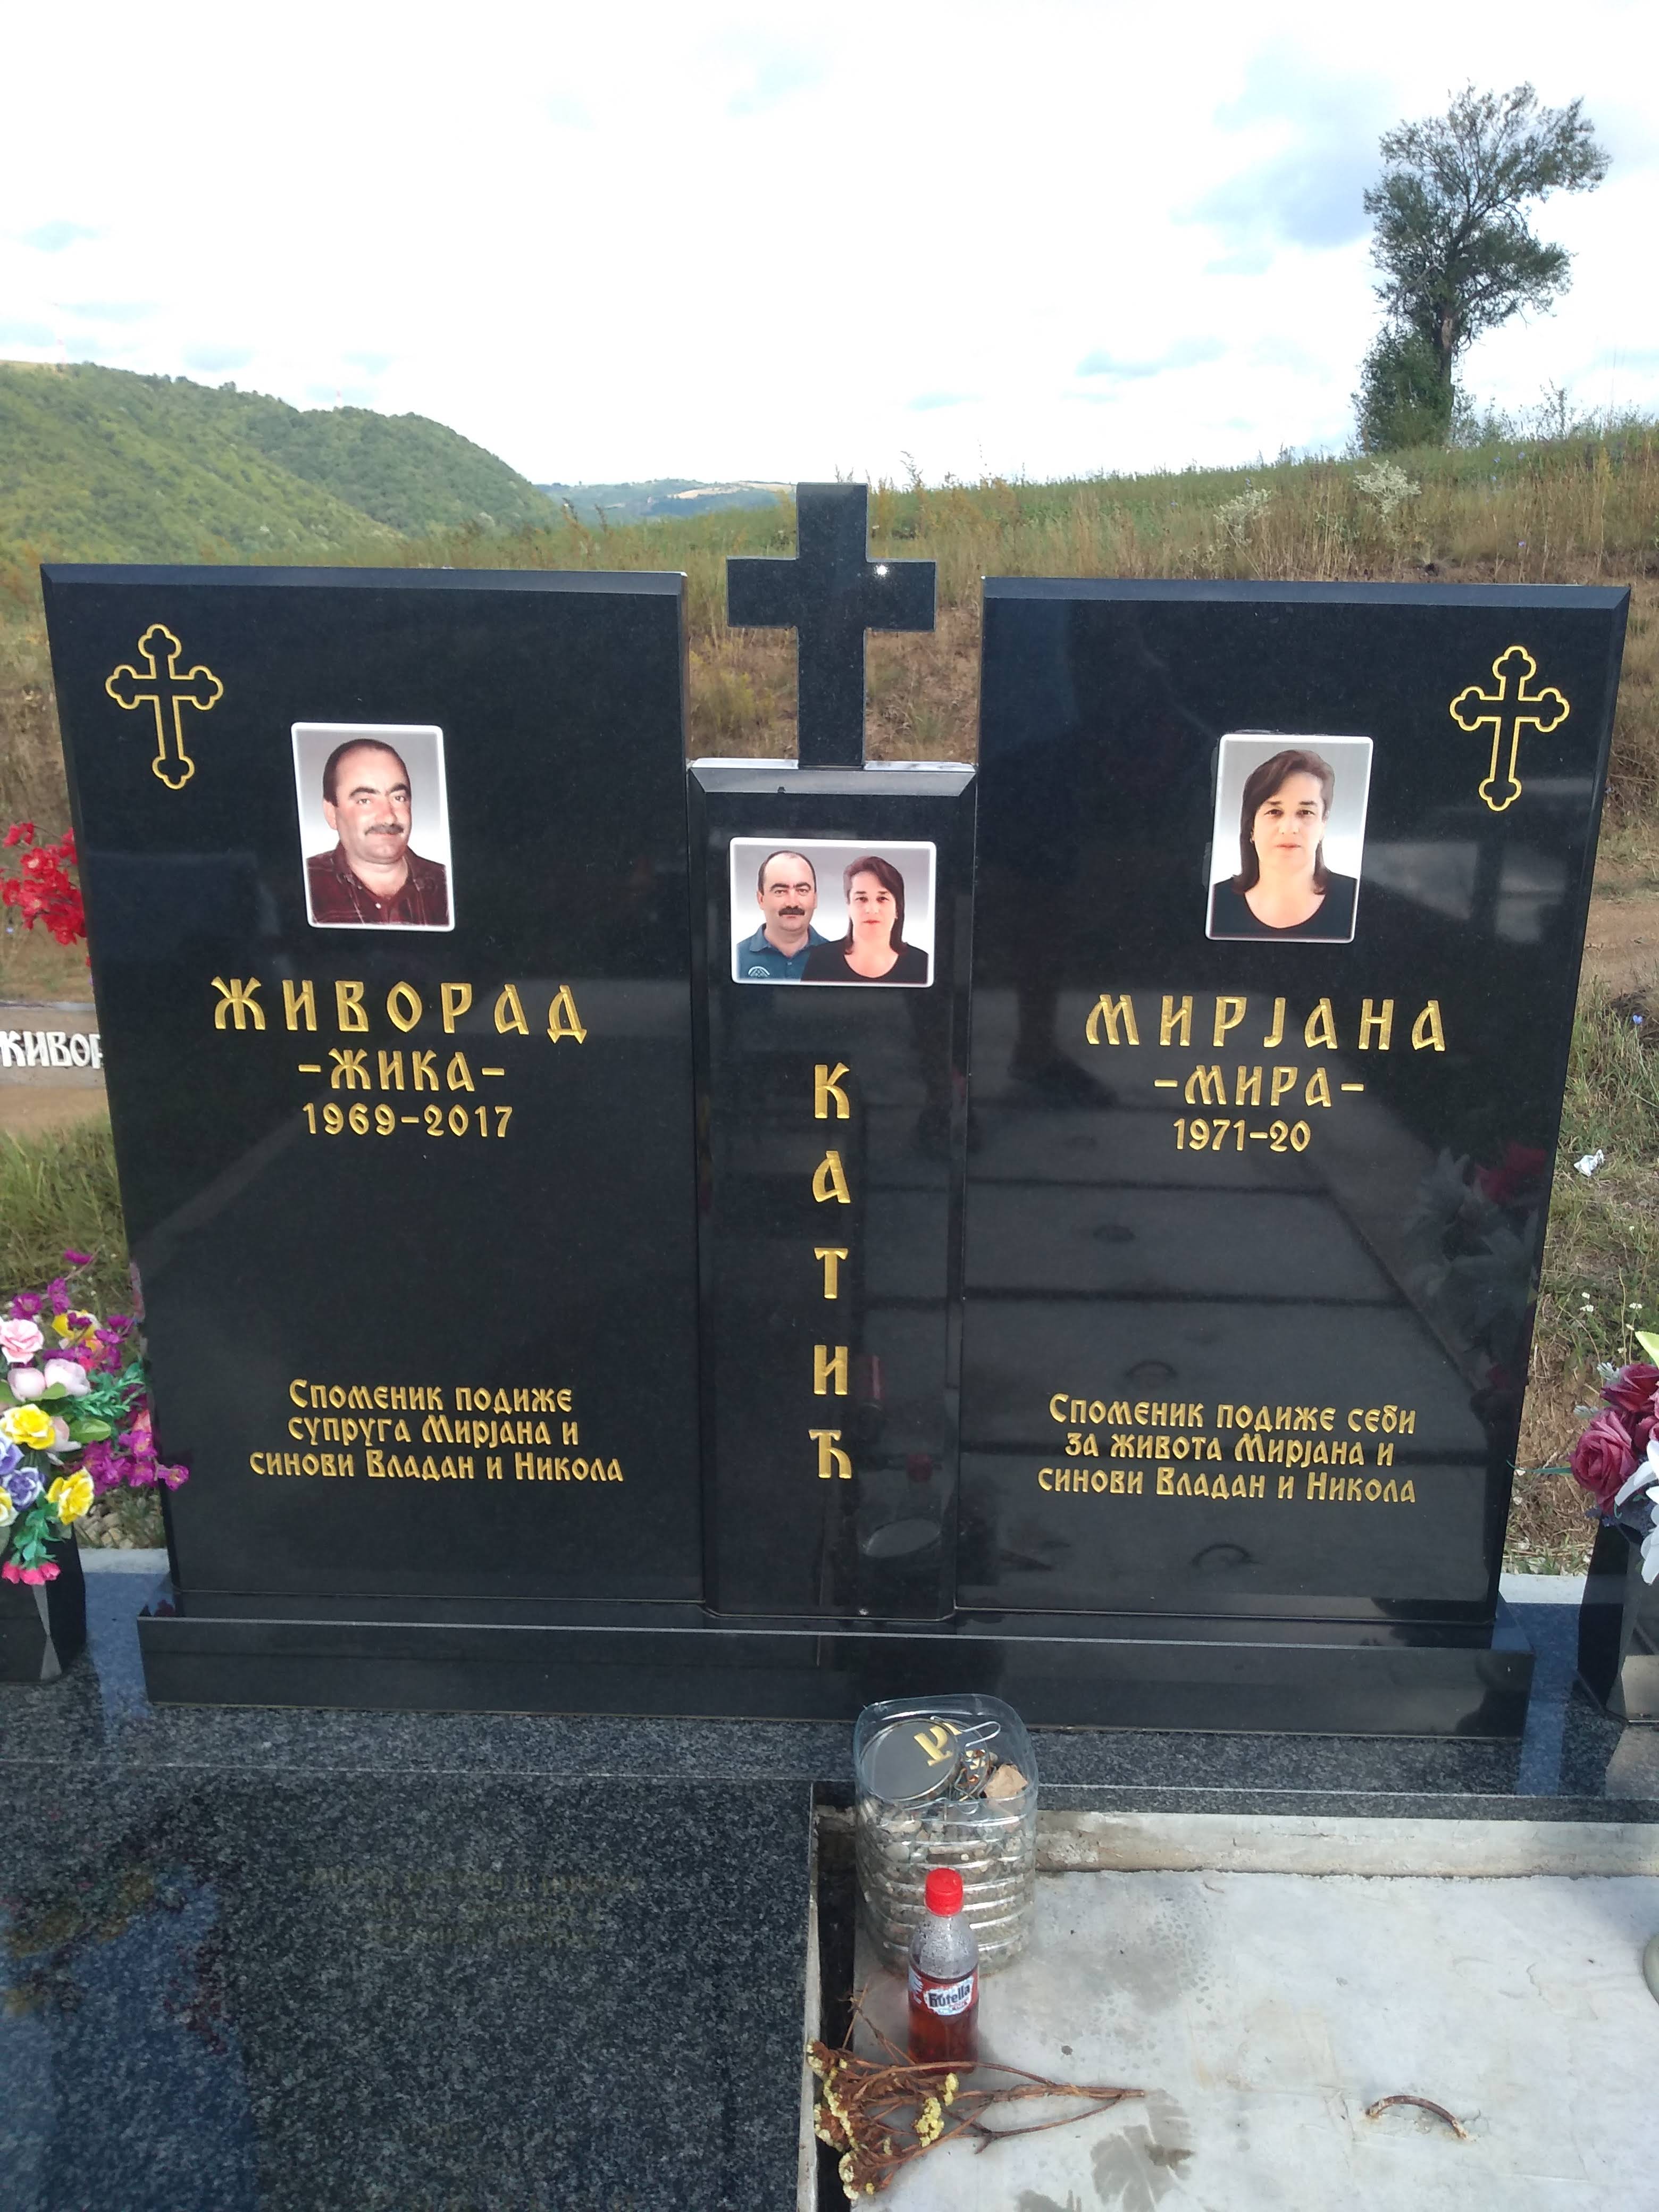 ЖИВОРАД
-ЖИКА-
1969-2017
Споменик подиже
супруга Мирјана и
синови Владан и Никола
КАТИЋ
МИРЈАНА
-МИРА-
1971-20
Споменик подиже себи
за живота Мирјана и
синови Владан и Никола
ЖИВОР